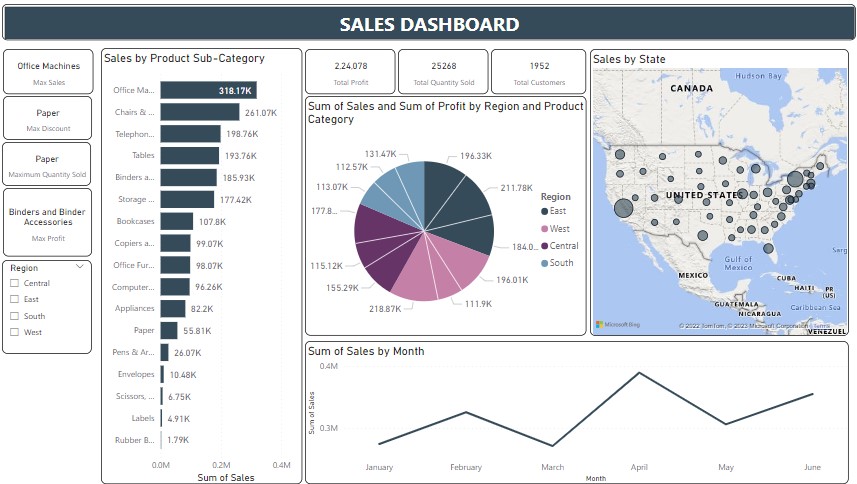 SALES DASHBOARD
Office Machines
Max Sales
Paper
Max Discount
Paper
Maximum Quantity Sold
Binders and Binder
Accessories
Max Profit
Region
Central
East
South
West
Sales by Product Sub-Category
Office Ma... 318.17K
Chairs & ... 261.07K
Telephon... 198.76K
Tables 193.76K
Binders a... 185.93K
Storage ... 177.42K
Bookcases 107.8K
Copiers a... 99.07K
Office Fur... 98.07K
Computer... 96.26K
Appliances 82.2K
Paper 55.81K
Pens & Ar... 26.07K
Envelopes 10.48K
Scissors, ... 6.75K
Labels 4.91K
Rubber B... 1.79K
0.0M 0.2M 0.4M
Sum of Sales
2,24,078
Total Profit
25268
Total Quantity Sold
1952
Total Customers
Sum of Sales and Sum of Profit by Region and Product
Category
131.47K
196.33K
112.57K
211.78K
113.07K
177.8...
184.0...
115.12K
196.01K
155.29K
111.9K
218.87K
Region
East
West
Central
South
Sales by State
Hudson Bay
CANADA
UNITED STATES
Gulf of
Mexico
MEXICO
CUBA
HAITI
PR
(US)
GUATEMALA
Caribbean Sea
NICARAGUA
Sarg
VENEZUEL
Microsoft Bing
© 2022 TomTom, © 2023 Microsoft Corporation Terms
Sum of Sales by Month
0.4M
0.3M
Sum of Sales
January February March April May June
Month